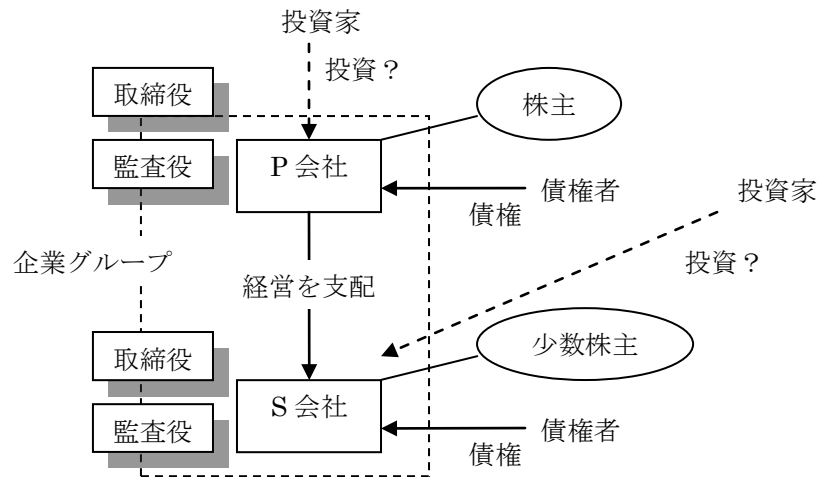 投資家
投資？
取締役
株主
監査役
P 会社
債権者
債権
投資家
投資？
企業グループ
経営を支配
取締役
少数株主
S 会社
監査役
債権者
債権